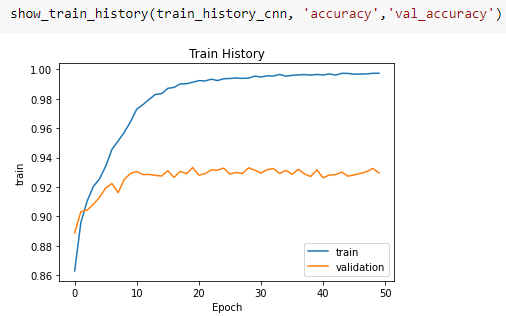 show_train_history(train_history_cnn, 'accuracy','val_accuracy')
Train History
1.00
0.98
0.96
0.94
0.92
0.90
0.88
0.86
train
0 10 20 30 40 50
Epoch
train
validation